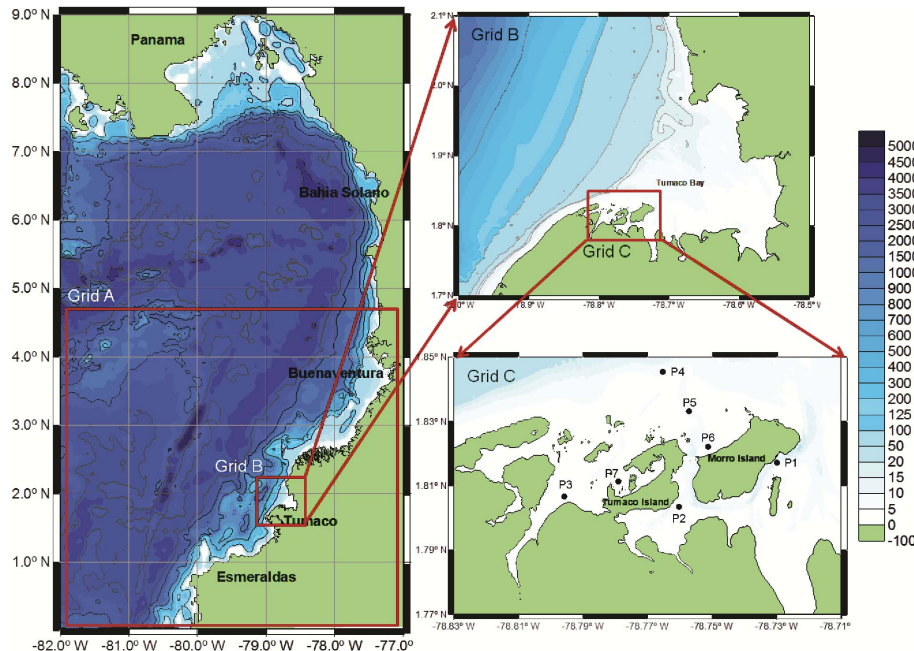 Panama
9.0° N
8.0° N
7.0° N
6.0° N
5.0° N
4.0° N
3.0° N
2.0° N
1.0° N
Bahia Solano
Grid A
Buenaventura
Grid B
Tumaco
Esmeraldas
-82.0 -81.0° W -80.0° W -79.0° W -78.0° W -77.0°
° W
Grid B
2.1° N
2.0° N
1.9° N
1.8° N
1.7° N
Tumaco Bay
Grid C
.0° W -78.9° W -78.8° W -78.7° W -78.6° W -78.5° W
Grid C
1.85° N
1.83° N
1.81° N
1.79° N
1.77° N
P4
P5
P6
Morro Island
P1
P7
P3
Tumaco Island
P2
-78.83° W -78.81° W -78.79° W -78.77° W -78.75° W -78.73° W -78.71° W
5000
4500
4000
3500
3000
2500
2000
1500
1000
900
800
700
600
500
400
300
200
125
100
50
20
15
10
5
0
-100